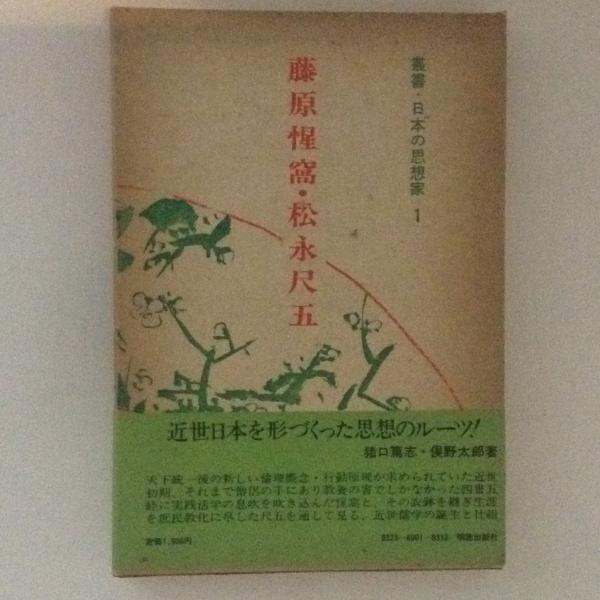 叢書・日本の思想家 1
藤原惺窩・松永尺五
近世日本を形づくった思想のルーツ!
猪口篤志・俣野太郎著
天下統一後の新しい倫理概念・行動原理が求められていた近世
初期、それまで僧侶の手にあり教養の書でしかなかった四書五
経に実践活学の息吹を吹き込んだ惺窩と、その衣鉢を継ぎ生涯
を庶民教化に尽した尺五を通して見る、近世儒学の誕生と
定価1,900円
明徳出版社